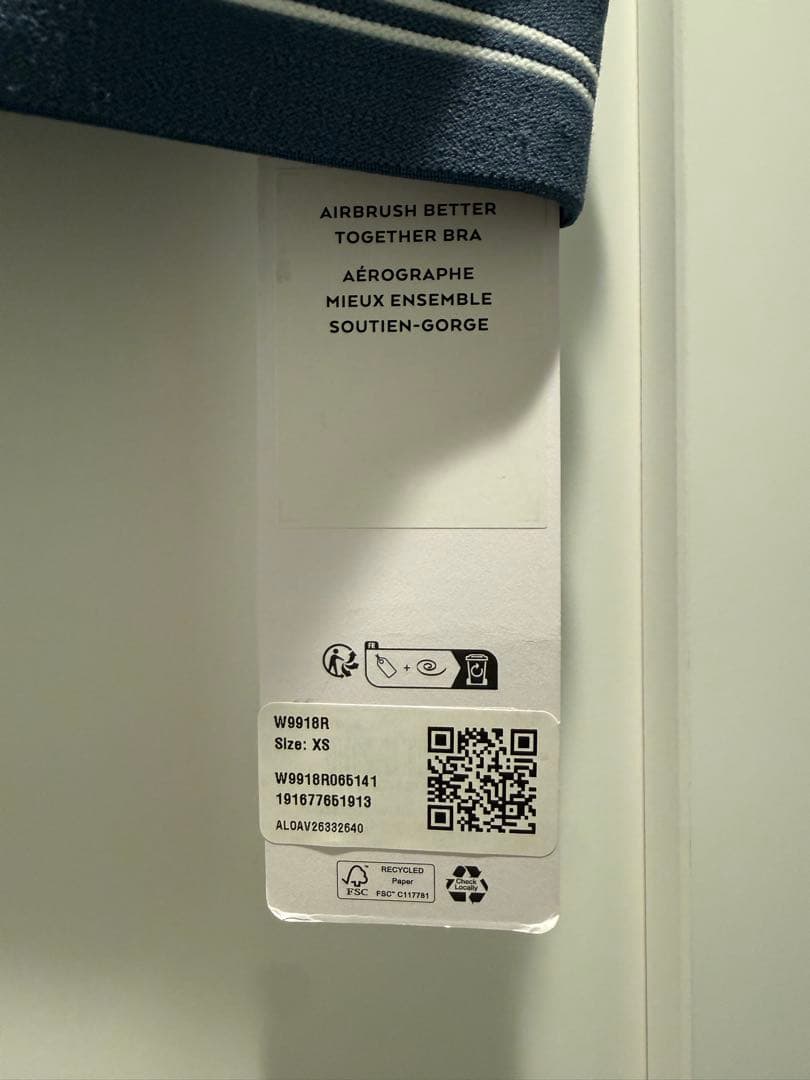 AIRBRUSH BETTER
TOGETHER BRA
AÉROGRAPHE
MIEUX ENSEMBLE
SOUTIEN-GORGE
FR
W9918R
Size: XS
W9918R065141
191677651913
ALOAV26332640
FSC
RECYCLED
Paper
FSC™ C117781
Check
Locally